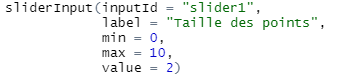 sliderInput(inputId = "slider1",
label = "Taille des points",
min = 0,
max = 10,
value = 2)